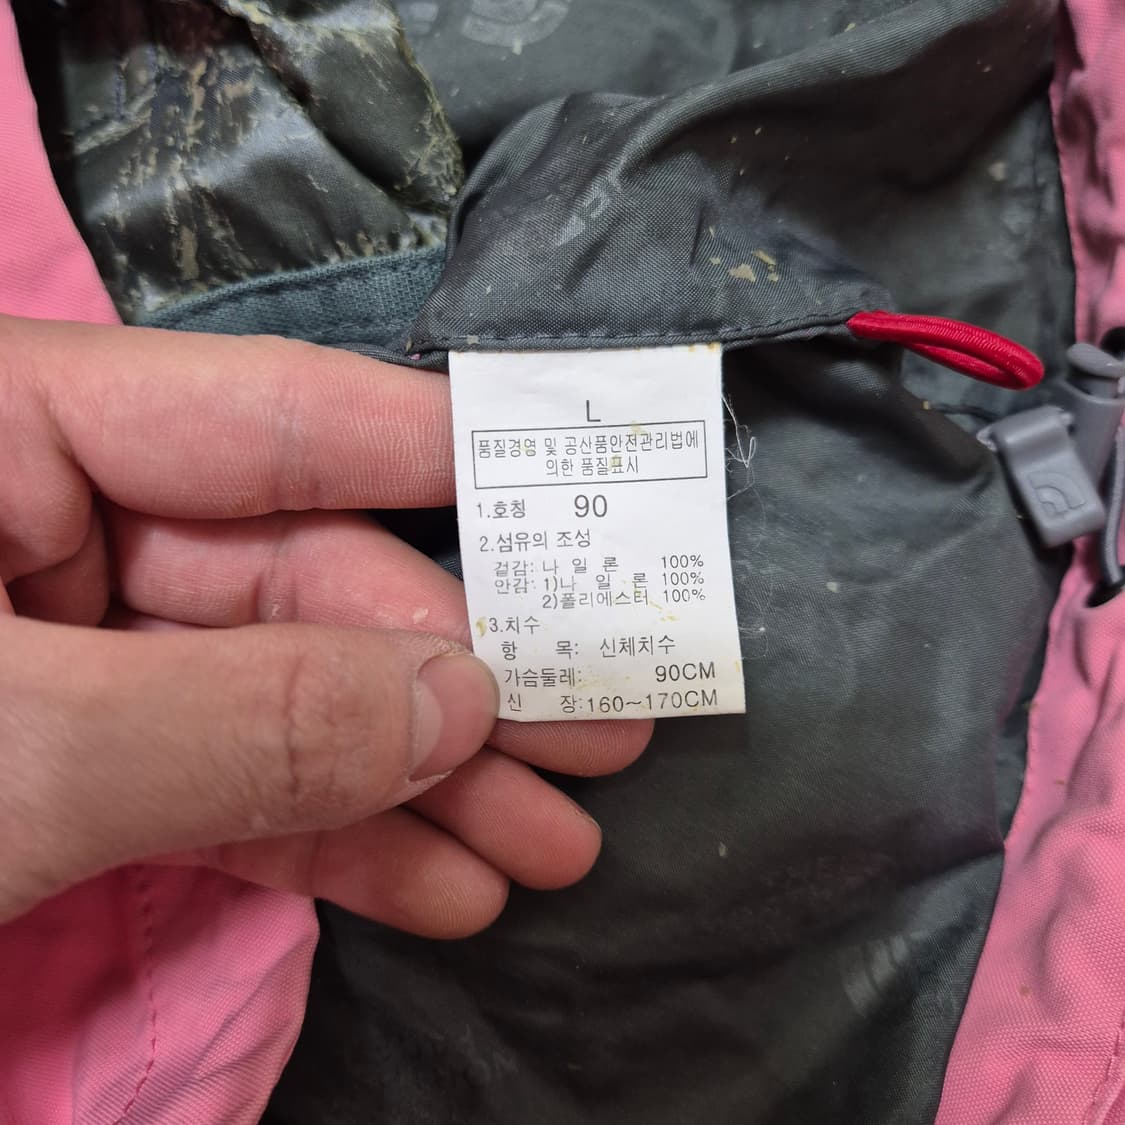 L
품질경영 및 공산품안전관리법에
의한 품질표시
1.호칭 90
2.섬유의 조성
겉감: 나 일 론 100%
안감: 1)나 일 론 100%
2)폴리에스터 100%
3.치수
항 목: 신체치수
가슴둘레: 90CM
신 장:160~170CM